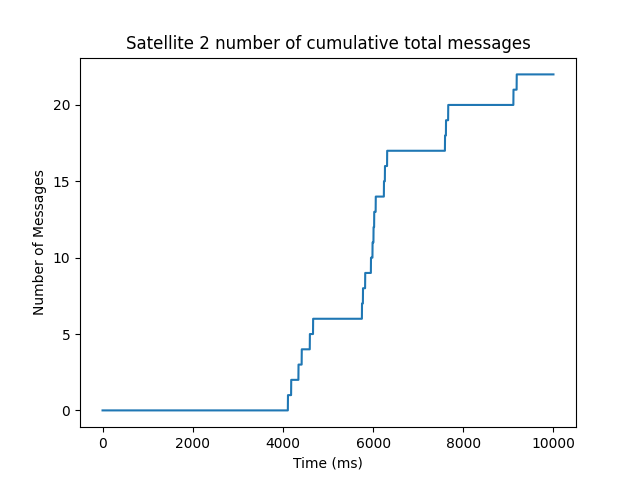 Satellite 2 number of cumulative total messages
20
15
10
5
0
Number of Messages
0 2000 4000 6000 8000 10000
Time (ms)